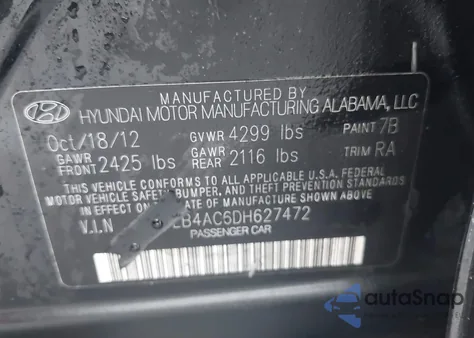 MANUFACTURED BY
HYUNDAI MOTOR MANUFACTURING ALABAMA, LLC
Oct/18/12 GVWR 4299 lbs PAINT 7B
GAWR FRONT 2425 lbs GAWR REAR 2116 lbs TRIM RA
THIS VEHICLE CONFORMS TO ALL APPLICABLE U.S.A. FEDERAL
MOTOR VEHICLE SAFETY, BUMPER, AND THEFT PREVENTION
STANDARDS IN EFFECT ON THE DATE OF MANUFACTURE SHOWN ABOVE
V.I.N EB4AC6DH627472
PASSENGER CAR
autoSnap